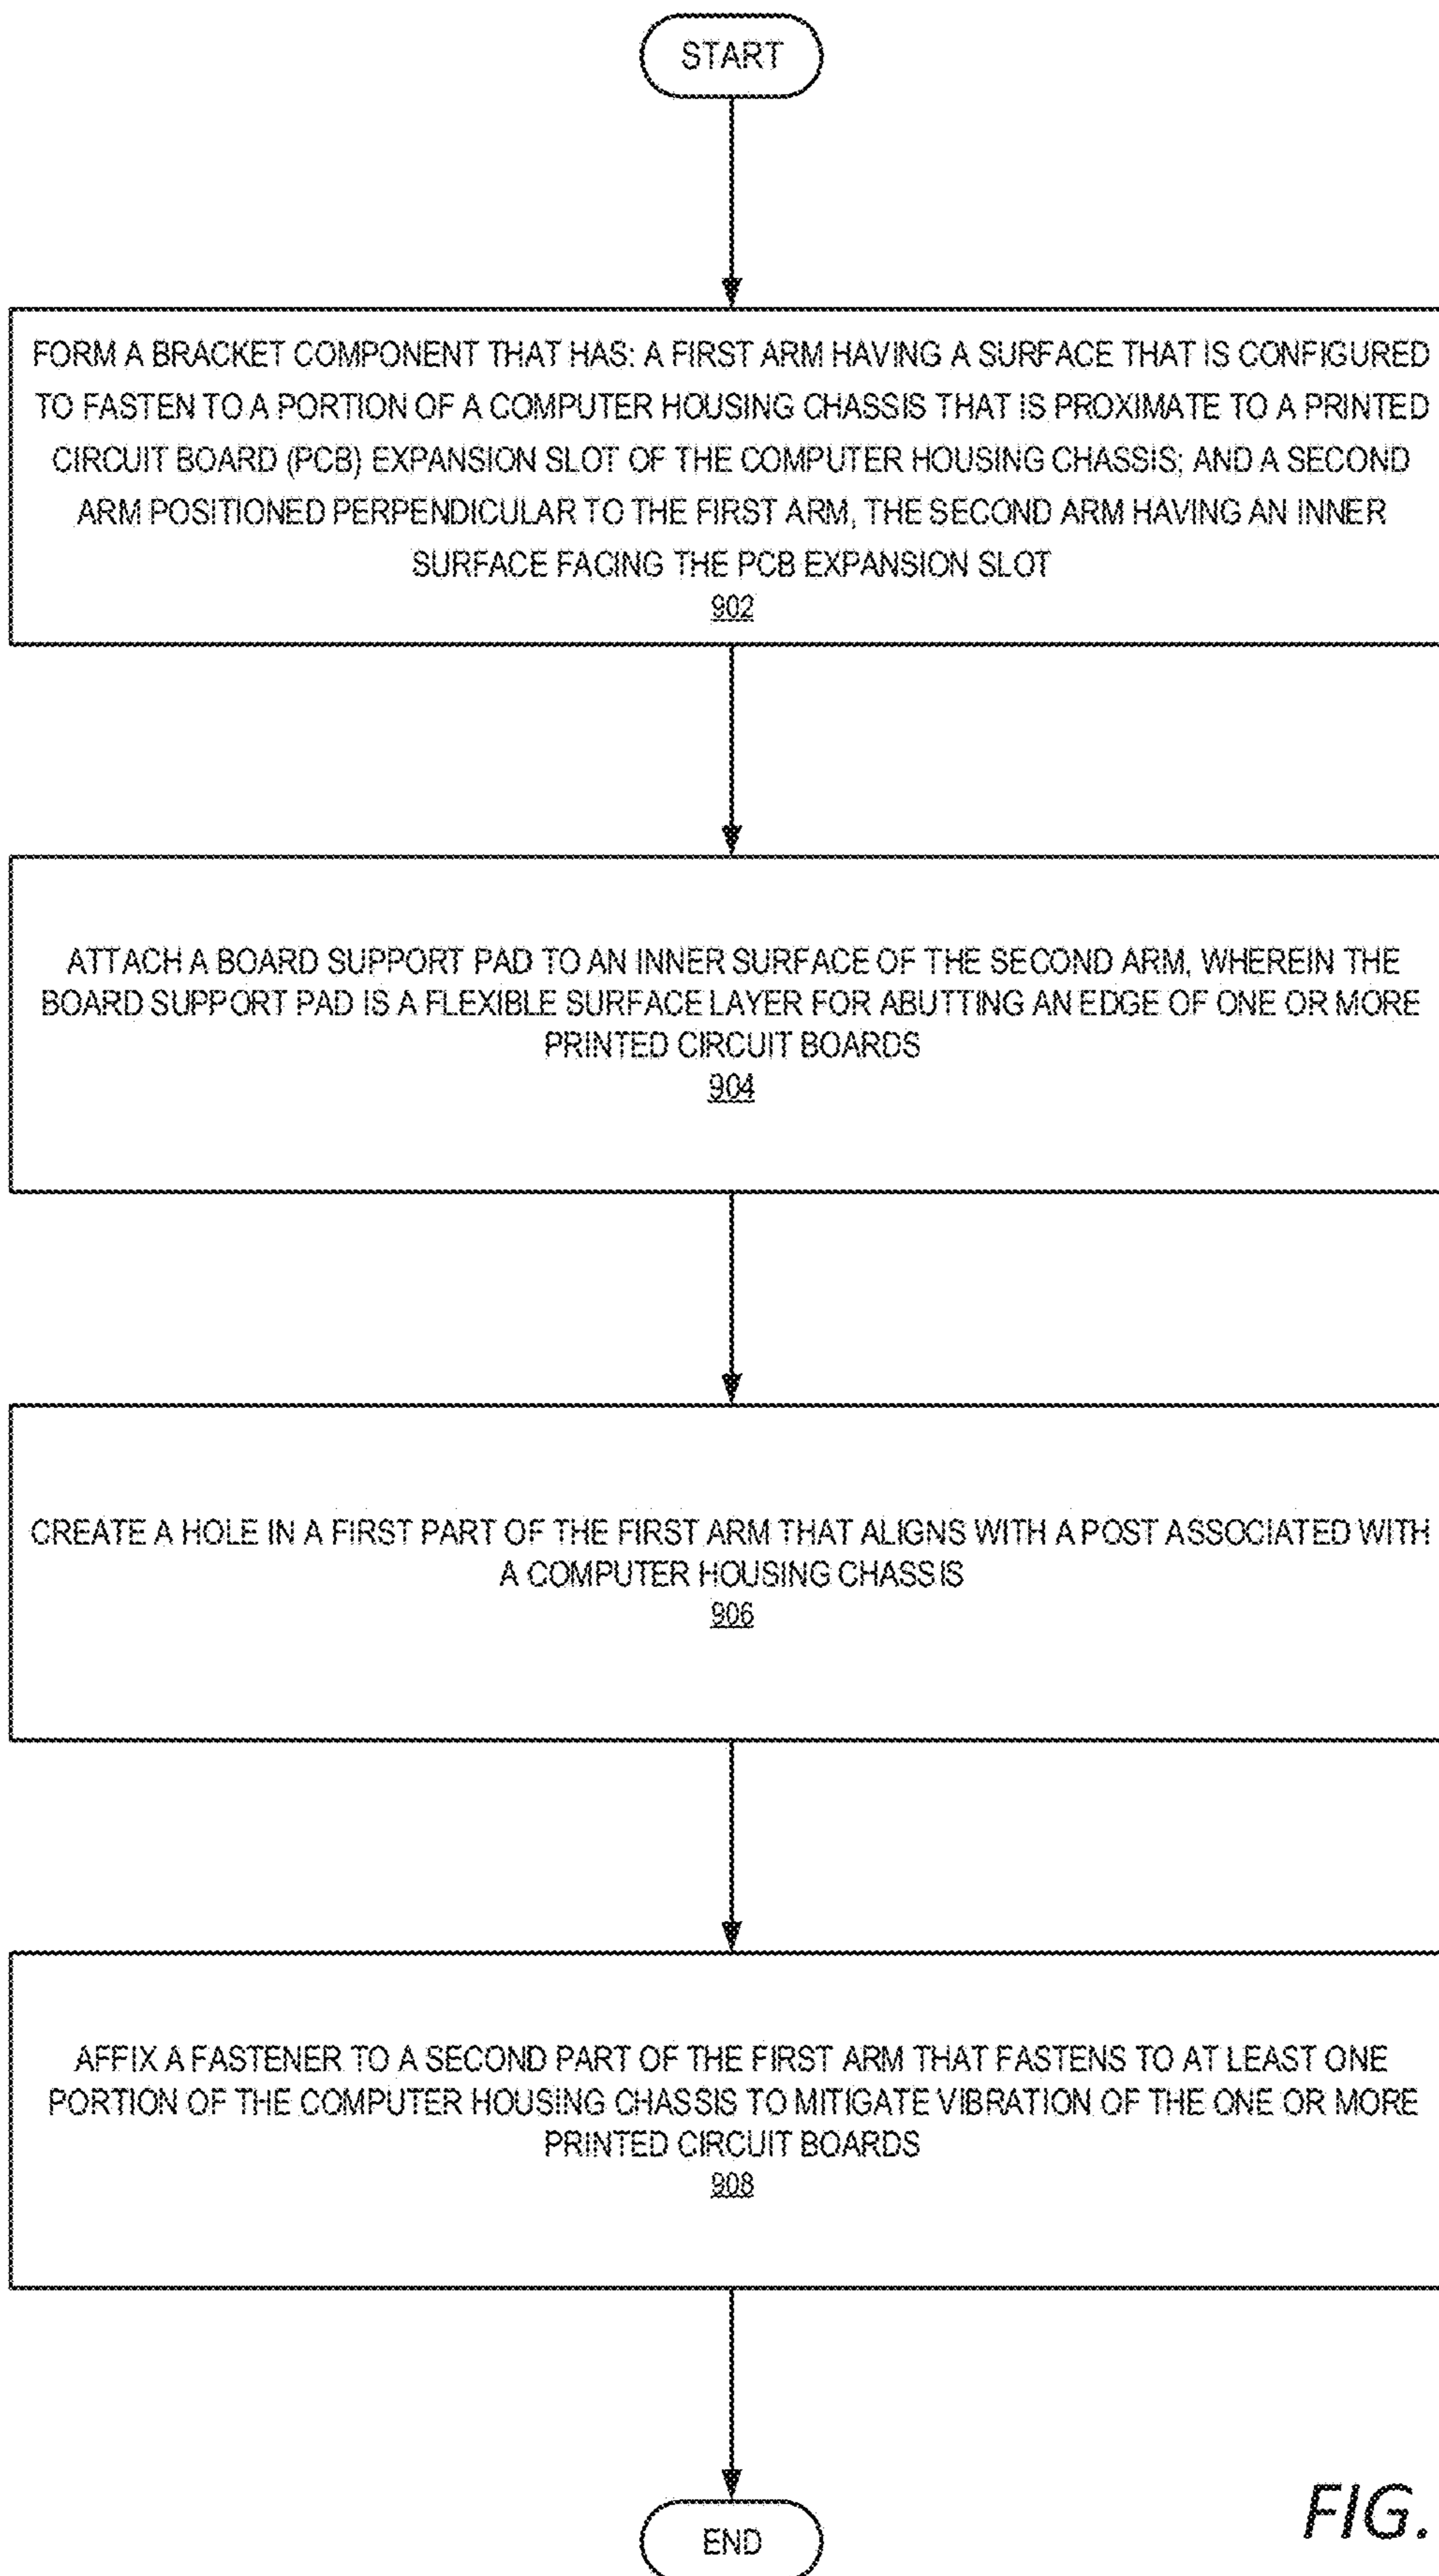 START
FORM A BRACKET COMPONENT THAT HAS: A FIRST ARM HAVING A SURFACE THAT IS CONFIGURED
TO FASTEN TO A PORTION OF A COMPUTER HOUSING CHASSIS THAT IS PROXIMATE TO A PRINTED
CIRCUIT BOARD (PCB) EXPANSION SLOT OF THE COMPUTER HOUSING CHASSIS; AND A SECOND
ARM POSITIONED PERPENDICULAR TO THE FIRST ARM, THE SECOND ARM HAVING AN INNER
SURFACE FACING THE PCB EXPANSION SLOT
902
ATTACH A BOARD SUPPORT PAD TO AN INNER SURFACE OF THE SECOND ARM, WHEREIN THE
BOARD SUPPORT PAD IS A FLEXIBLE SURFACE LAYER FOR ABUTTING AN EDGE OF ONE OR MORE
PRINTED CIRCUIT BOARDS
904
CREATE A HOLE IN A FIRST PART OF THE FIRST ARM THAT ALIGNS WITH A POST ASSOCIATED WITH
A COMPUTER HOUSING CHASSIS
906
AFFIX A FASTENER TO A SECOND PART OF THE FIRST ARM THAT FASTENS TO AT LEAST ONE
PORTION OF THE COMPUTER HOUSING CHASSIS TO MITIGATE VIBRATION OF THE ONE OR MORE
PRINTED CIRCUIT BOARDS
908
END
FIG.